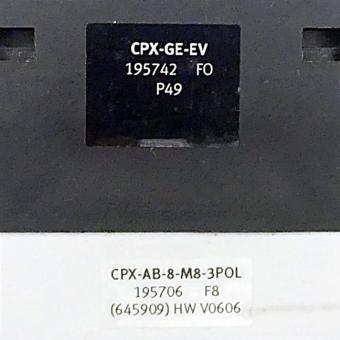 CPX-GE-EV
195742 FO
P49
CPX-AB-8-M8-3POL
195706 F8
(645909) HW V0606